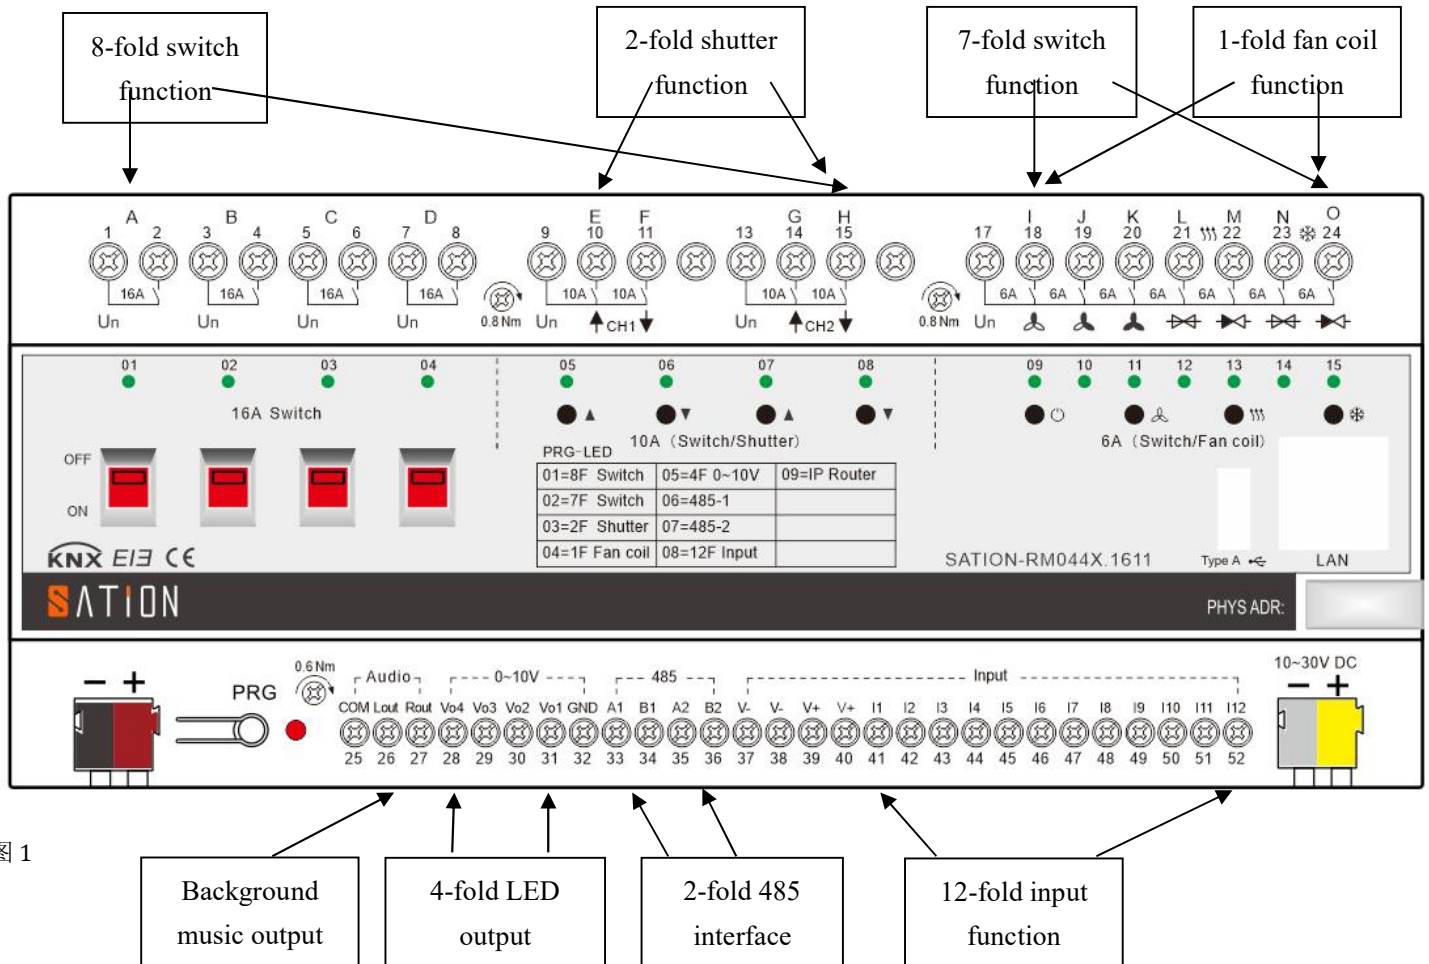 8-fold switch
function
2-fold shutter
function
7-fold switch
function
1-fold fan coil
function
A B C D E F G H I J K L M N O
1 2 3 4 5 6 7 8 9 10 11 13 14 15 17 18 19 20 21 22 23 24
16A 16A 16A 16A 10A 10A 10A 10A 6A 6A 6A 6A 6A 6A 6A
Un Un Un Un 0.8 Nm Un CH1 Un CH2 0.8 Nm Un
01 02 03 04 05 06 07 08 09 10 11 12 13 14 15
16A Switch
10A (Switch/Shutter)
6A (Switch/Fan coil)
OFF
ON
PRG-LED
01=8F Switch 05=4F 0~10V 09=IP Router
02=7F Switch 06=485-1
03=2F Shutter 07=485-2
04=1F Fan coil 08=12F Input
KNX EIB CE
SATION-RM044X.1611
Type A
LAN
SATION
PHYS ADR:
- +
PRG
0.6 Nm
Audio 0~10V 485 Input
10~30V DC
- +
COM Lout Rout Vo4 Vo3 Vo2 Vo1 GND A1 B1 A2 B2 V- V- V+ V+ I1 I2 I3 I4 I5 I6 I7 I8 I9 I10 I11 I12
25 26 27 28 29 30 31 32 33 34 35 36 37 38 39 40 41 42 43 44 45 46 47 48 49 50 51 52
图 1
Background
music output
4-fold LED
output
2-fold 485
interface
12-fold input
function